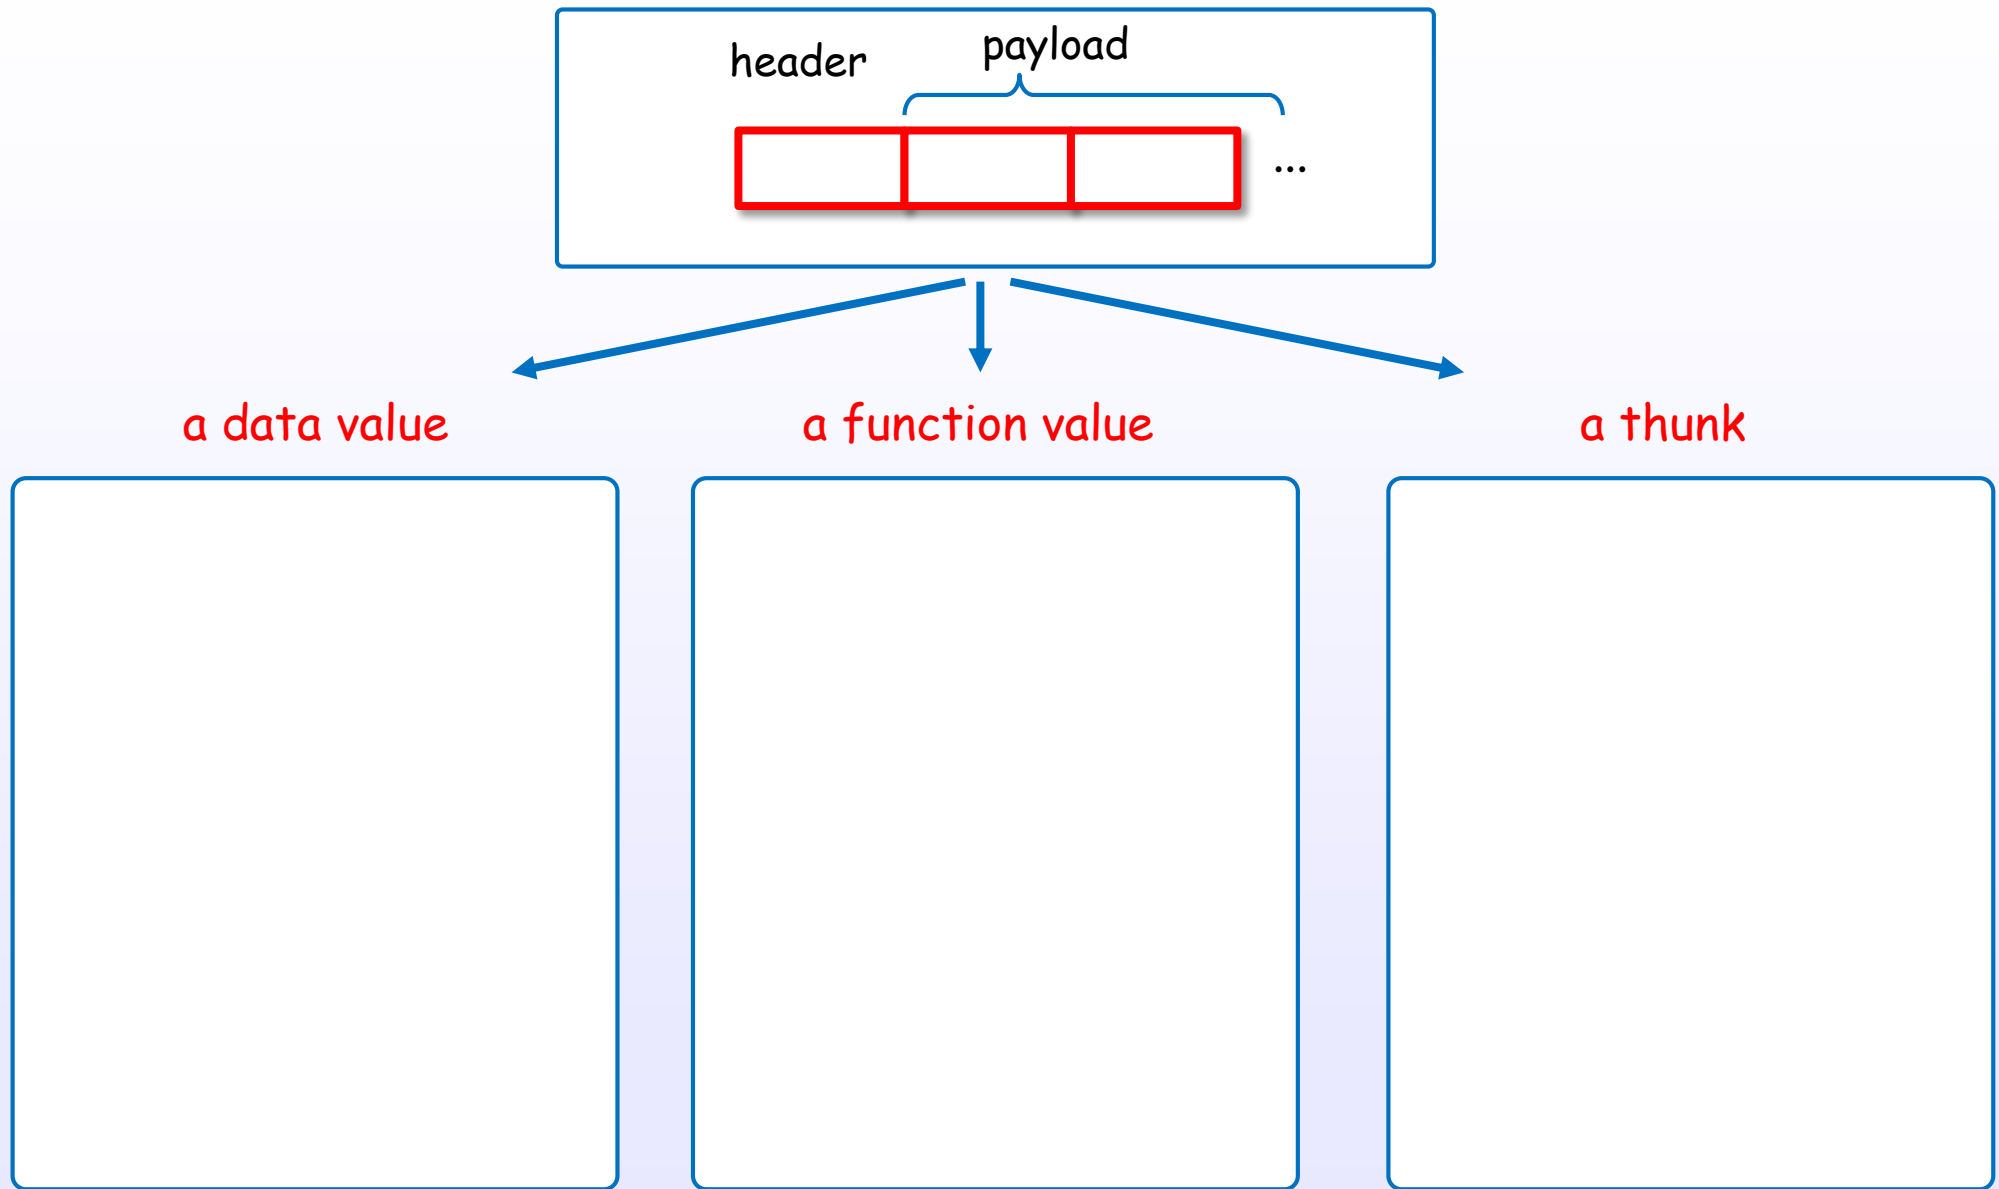 header
payload
...
a data value
a function value
a thunk